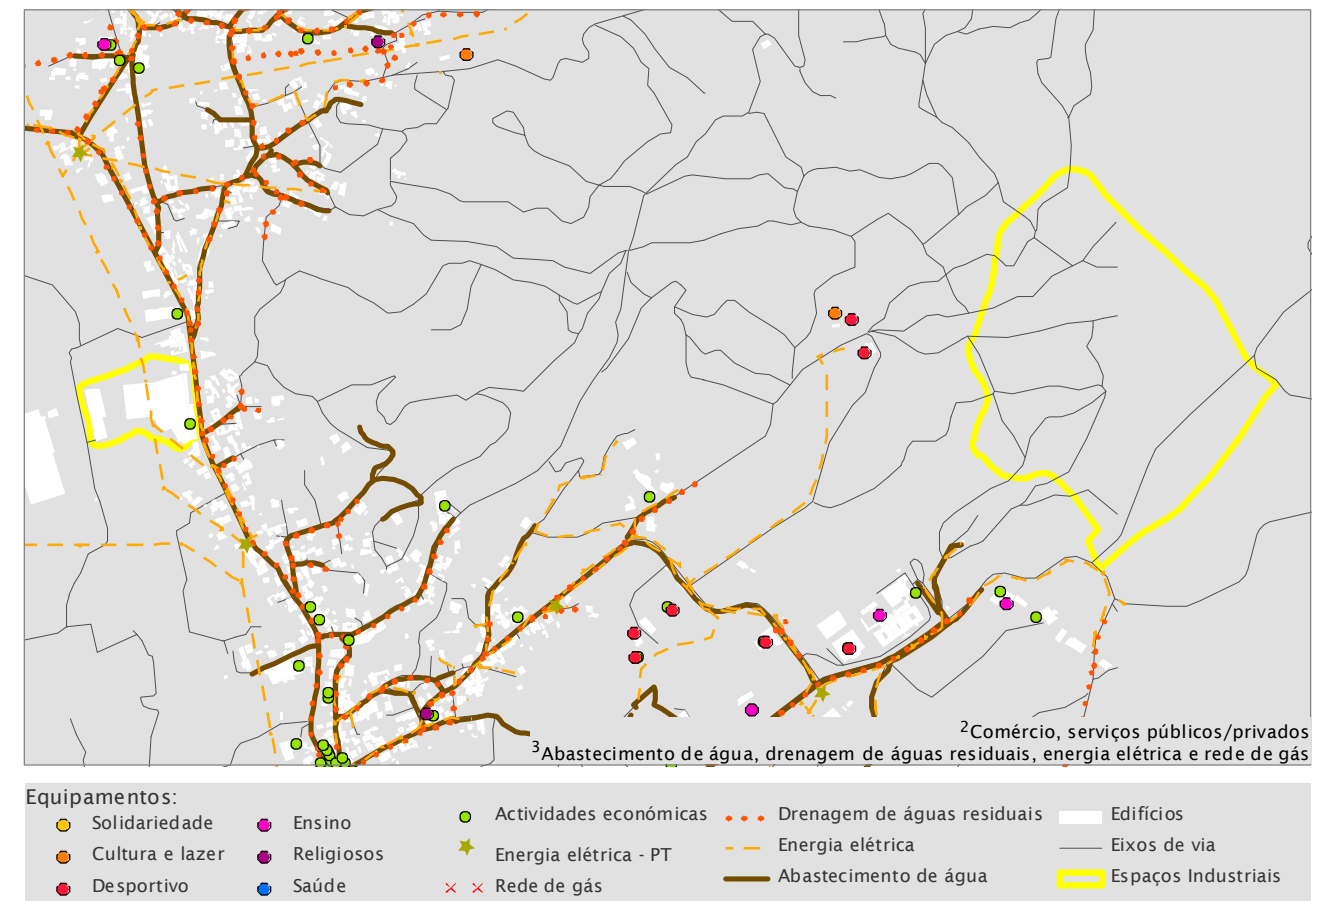 ²Comércio, serviços públicos/privados
³Abastecimento de água, drenagem de águas residuais, energia elétrica e rede de gás
Equipamentos:
Solidariedade
Cultura e lazer
Desportivo
Ensino
Religiosos
Saúde
Actividades económicas
Energia elétrica - PT
Rede de gás
Drenagem de águas residuais
Energia elétrica
Abastecimento de água
Edifícios
Eixos de via
Espaços Industriais